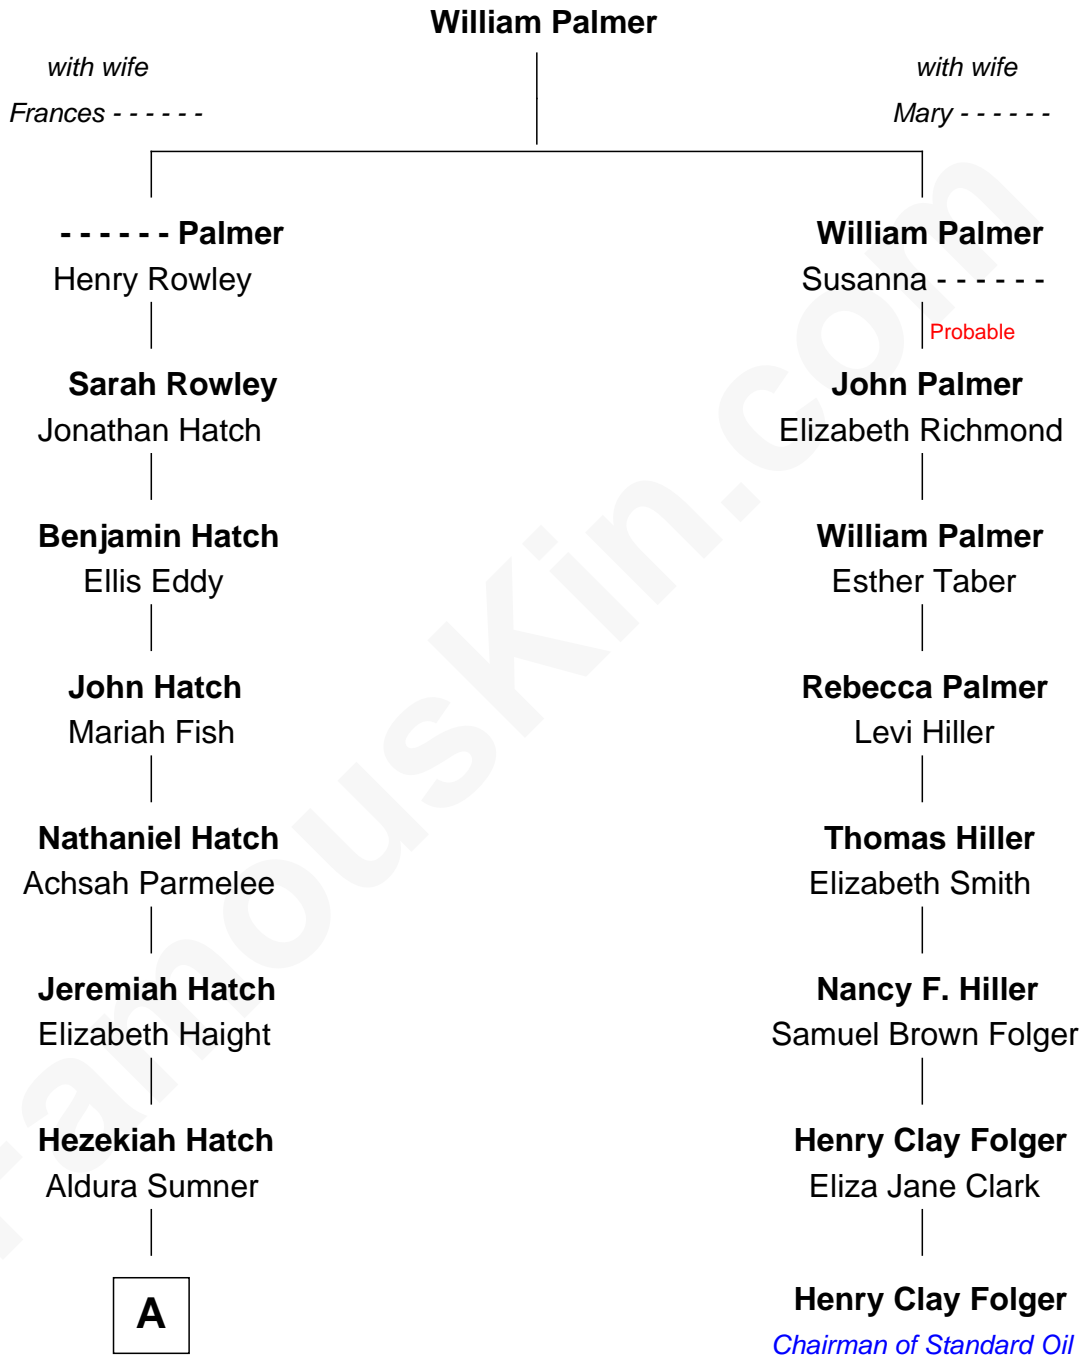 William Palmer
with wife
Frances - - - - - -
with wife
Mary - - - - - -
- - - - - - Palmer
Henry Rowley
William Palmer
Susanna - - - - - -
Probable
Sarah Rowley
Jonathan Hatch
John Palmer
Elizabeth Richmond
Benjamin Hatch
Ellis Eddy
William Palmer
Esther Taber
John Hatch
Mariah Fish
Rebecca Palmer
Levi Hiller
Nathaniel Hatch
Achsah Parmelee
Thomas Hiller
Elizabeth Smith
Jeremiah Hatch
Elizabeth Haight
Nancy F. Hiller
Samuel Brown Folger
Hezekiah Hatch
Aldura Sumner
Henry Clay Folger
Eliza Jane Clark
A
Henry Clay Folger
Chairman of Standard Oil
FamousKin.com